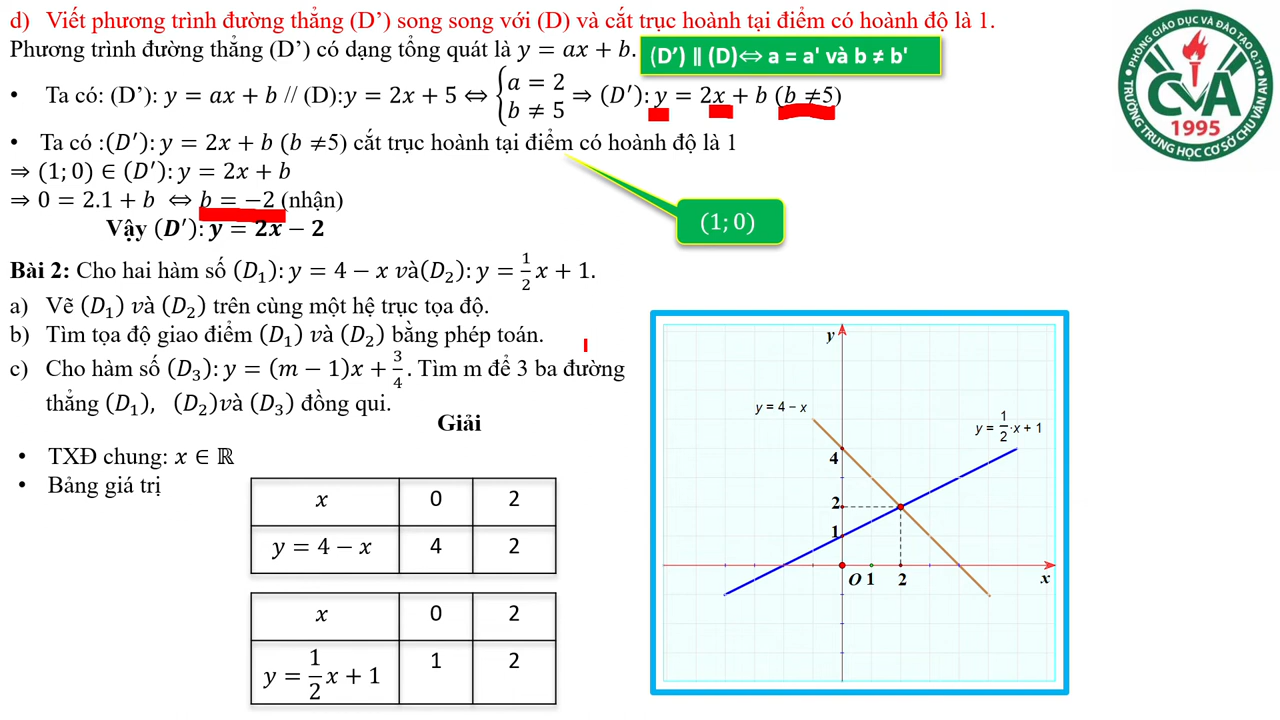 d) Viết phương trình đường thẳng (D’) song song với (D) và cắt trục hoành tại điểm có hoành độ là 1.
Phương trình đường thẳng (D’) có dạng tổng quát là y = ax + b.
(D’) ∥ (D)⇔ a = a' và b ≠ b'
• Ta có: (D’): y = ax + b // (D):y = 2x + 5 ⇔ { a = 2 b ≠ 5 ⇒ (D′): y = 2x + b (b ≠5)
• Ta có :(D′): y = 2x + b (b ≠5) cắt trục hoành tại điểm có hoành độ là 1
⇒ (1; 0) ∈ (D′): y = 2x + b
⇒ 0 = 2.1 + b ⇔ b = −2 (nhận)
(1; 0)
Vậy (D′): y = 2x − 2
Bài 2: Cho hai hàm số (D₁): y = 4 − x và(D₂): y = 1/2 x + 1.
a) Vẽ (D₁) và (D₂) trên cùng một hệ trục tọa độ.
b) Tìm tọa độ giao điểm (D₁) và (D₂) bằng phép toán.
c) Cho hàm số (D₃): y = (m − 1)x + 3/4. Tìm m để 3 ba đường
thẳng (D₁), (D₂)và (D₃) đồng qui.
Giải
• TXĐ chung: x ∈ ℝ
• Bảng giá trị
x 0 2
y = 4 − x 4 2
x 0 2
y = 1/2 x + 1 1 2
y
y = 4 − x
y = 1/2·x + 1
4
2
1
O 1 2 x
PHÒNG GIÁO DỤC VÀ ĐÀO TẠO Q.11
CVA
1995
TRƯỜNG TRUNG HỌC CƠ SỞ CHU VĂN AN